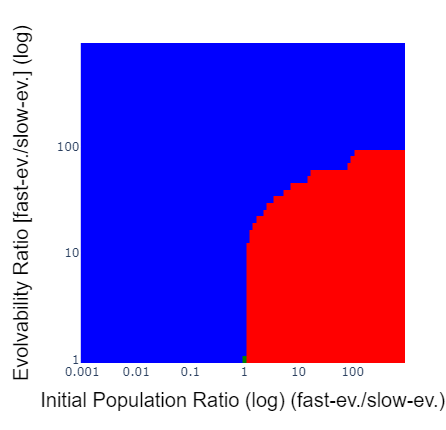 Evolvability Ratio [fast-ev./slow-ev.] (log)
100
10
1
0.001 0.01 0.1 1 10 100
Initial Population Ratio (log) (fast-ev./slow-ev.)